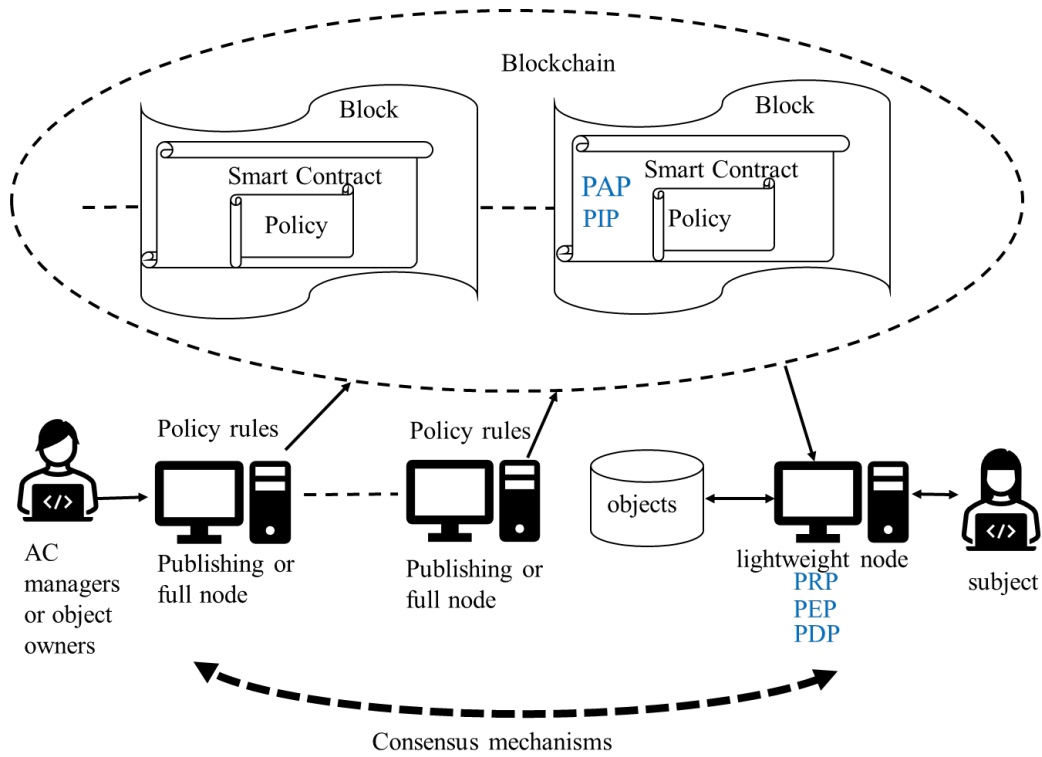 Blockchain
Block
Smart Contract
Policy
Block
Smart Contract
PAP
PIP
Policy
Policy rules
Policy rules
</>
AC
managers
or object
owners
Publishing or
full node
Publishing or
full node
objects
lightweight node
PRP
PEP
PDP
</>
subject
Consensus mechanisms